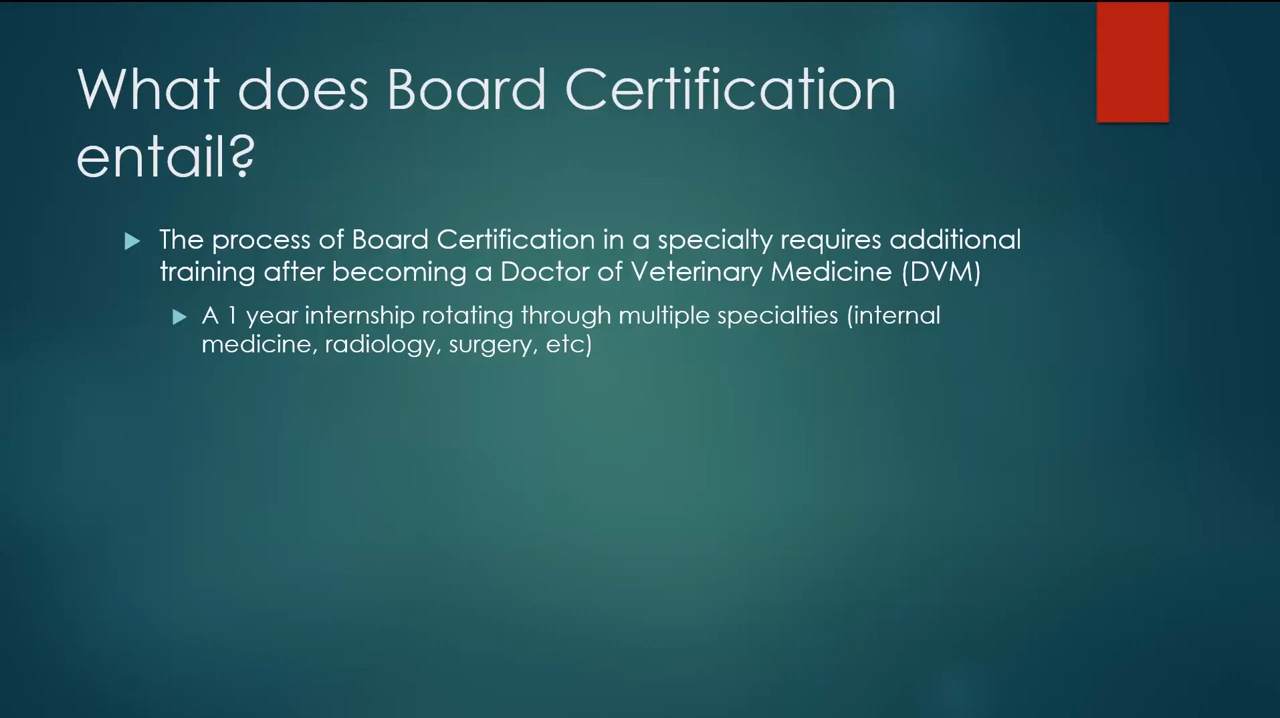 What does Board Certification
entail?
The process of Board Certification in a specialty requires additional
training after becoming a Doctor of Veterinary Medicine (DVM)
A 1 year internship rotating through multiple specialties (internal
medicine, radiology, surgery, etc)